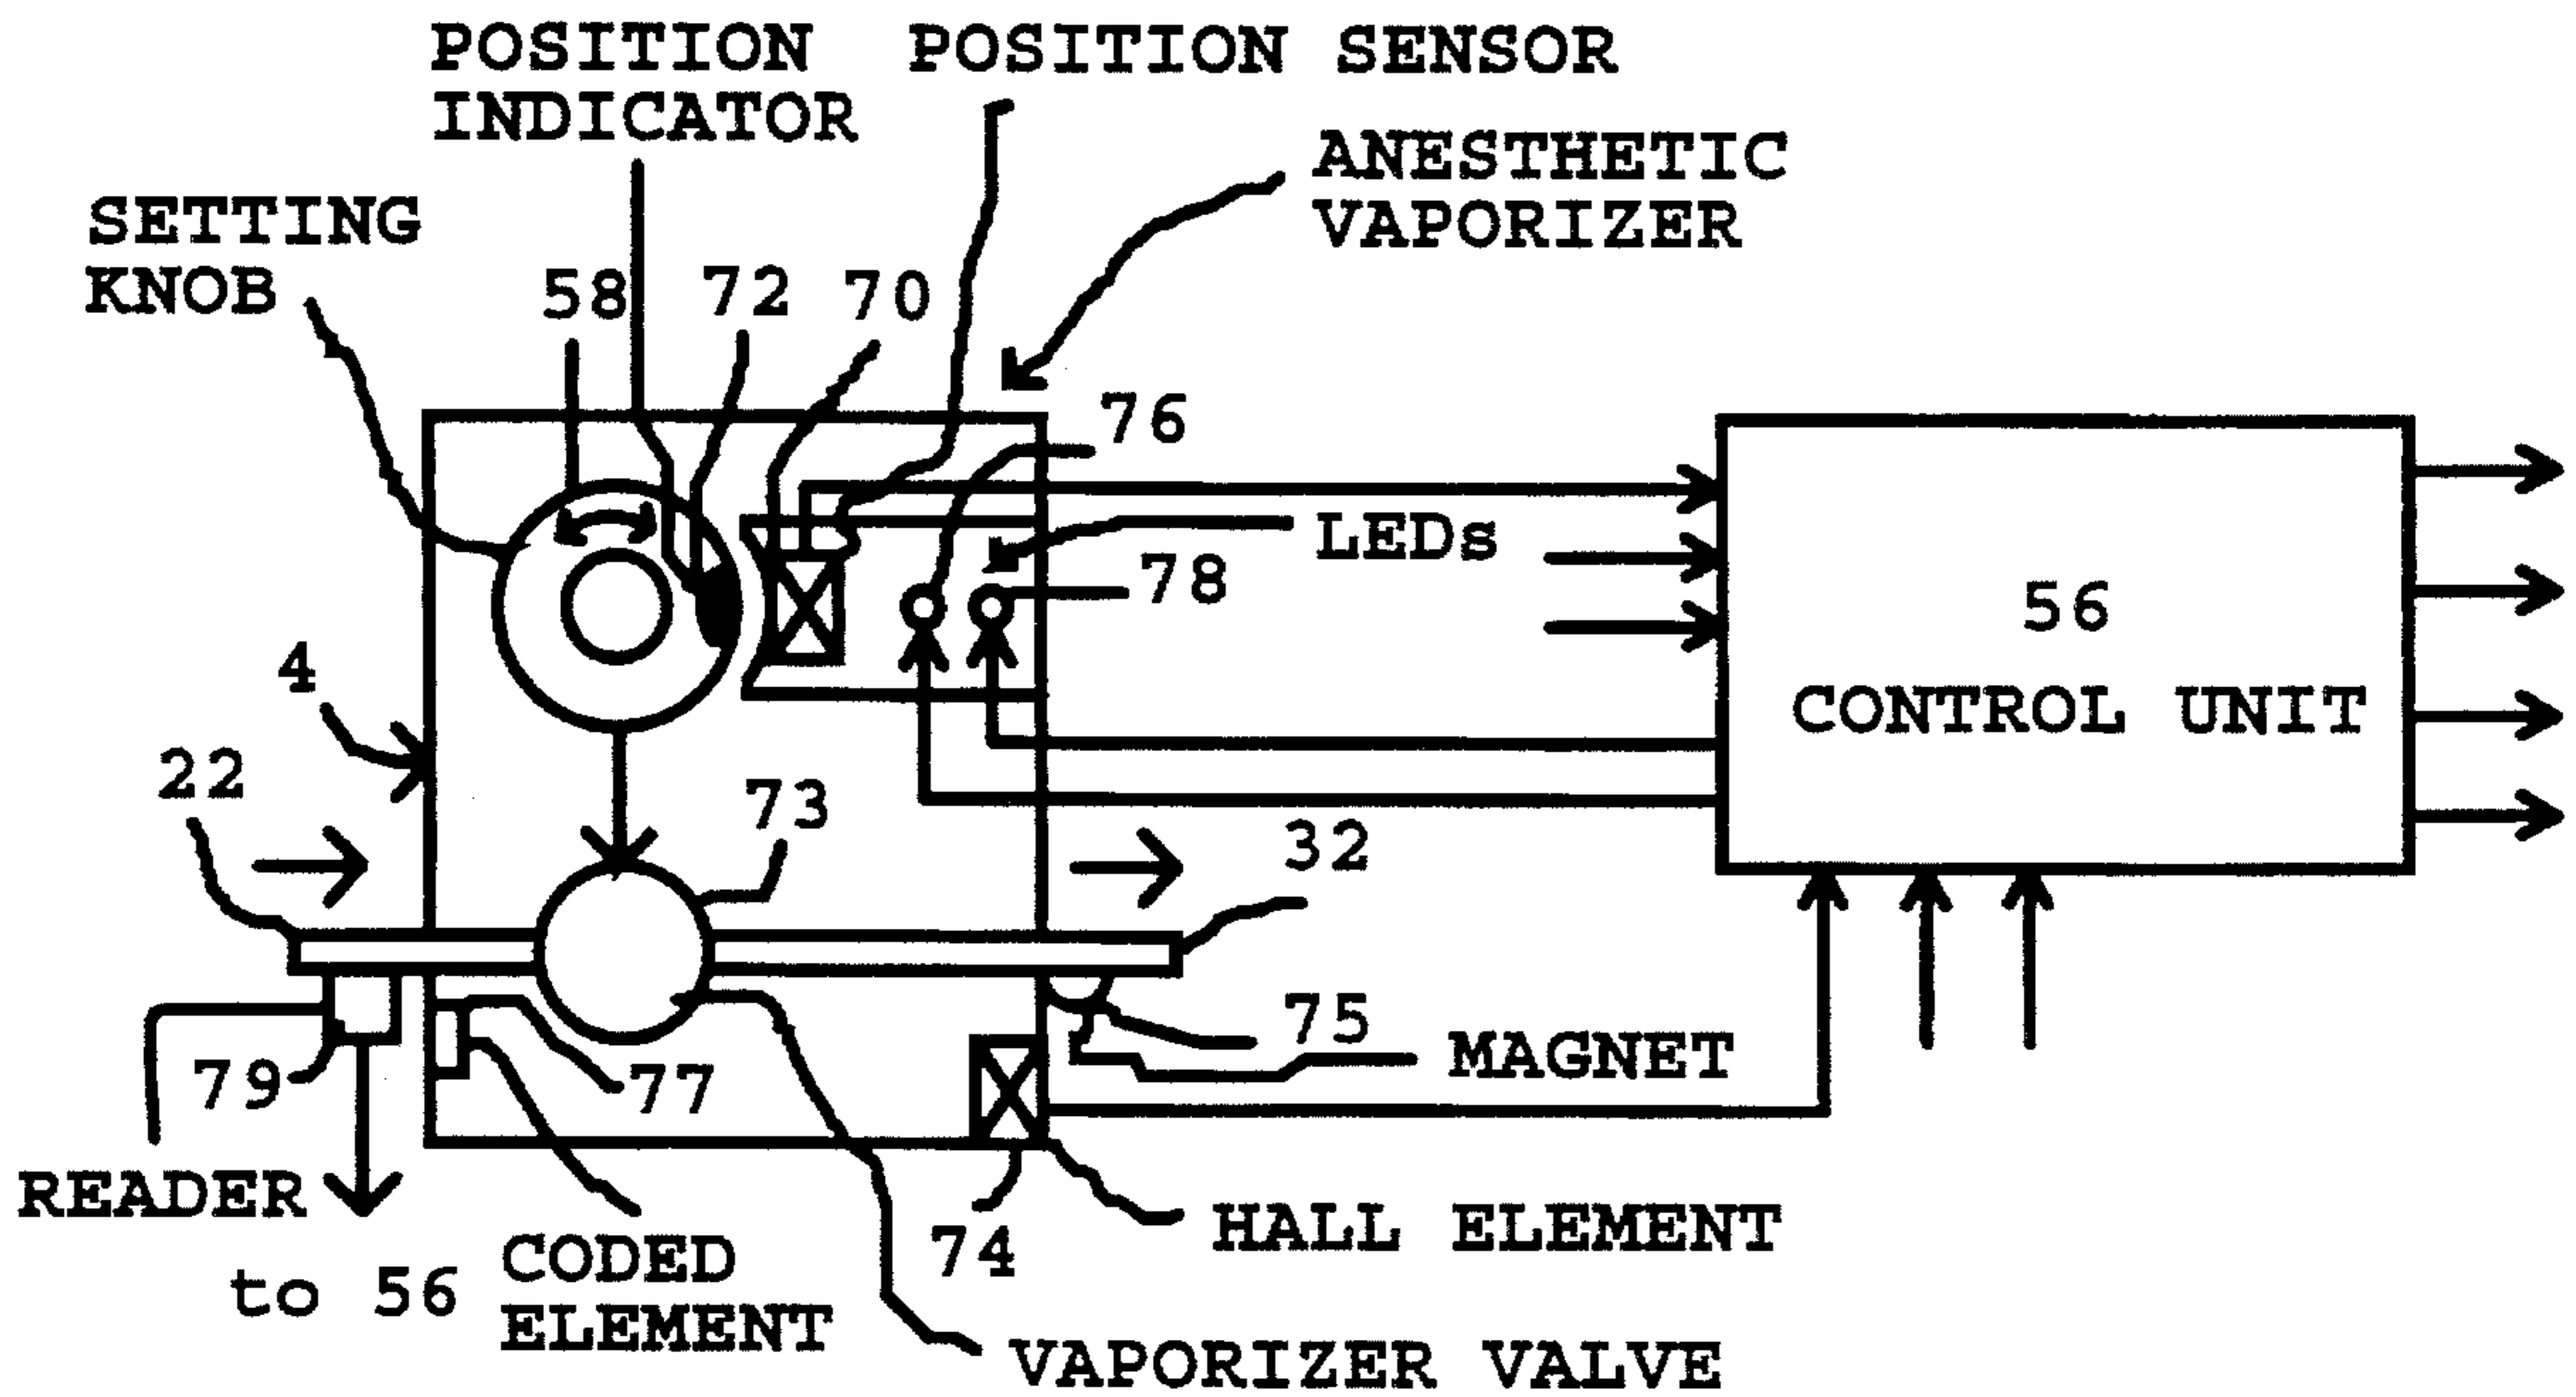 POSITION
INDICATOR
POSITION SENSOR
ANESTHETIC
VAPORIZER
SETTING
KNOB
58
72
70
76
LEDs
78
56
CONTROL UNIT
4
22
73
32
75
MAGNET
79
77
READER
to 56
CODED
ELEMENT
74
HALL ELEMENT
VAPORIZER VALVE